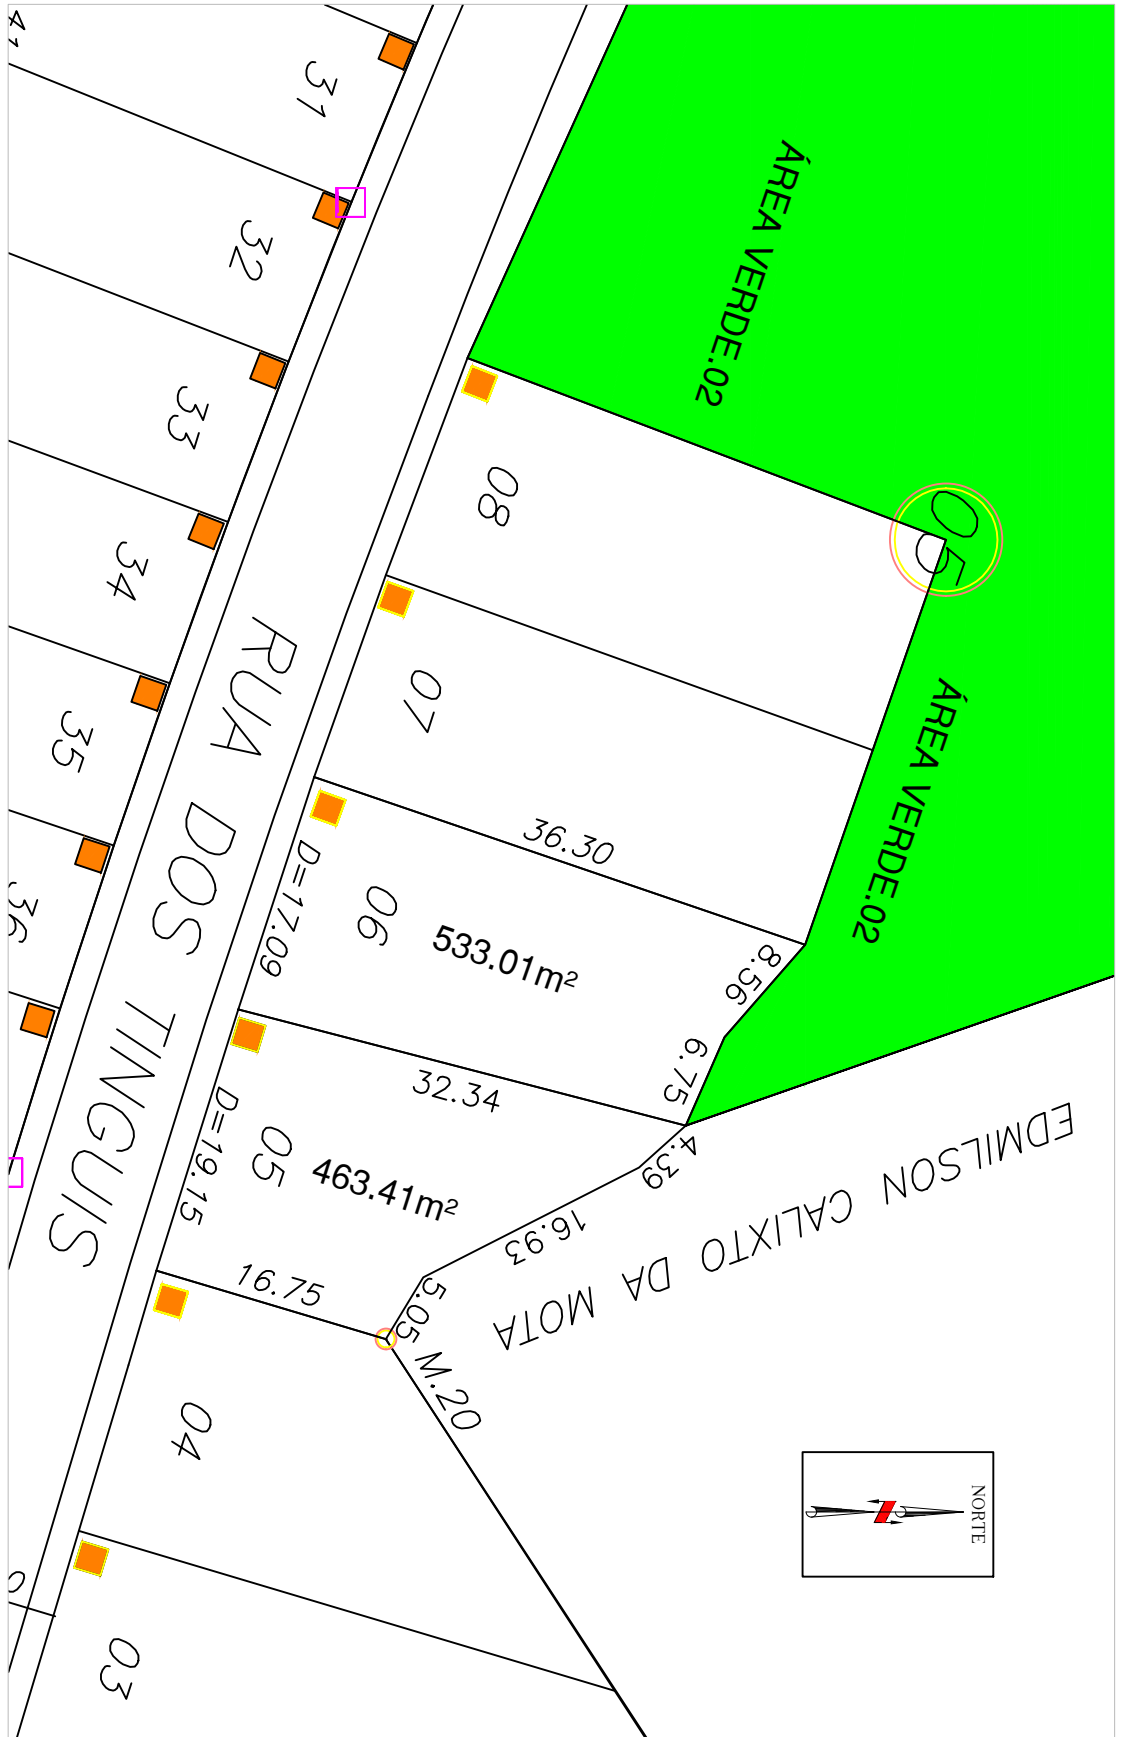 31
32
33
34
35
36
ÁREA VERDE.02
ÁREA VERDE.02
08
07
36.30
06
D=17.09
533.01m²
8.56
6.75
32.34
05
D=19.15
463.41m²
4.39
16.93
5.05
16.75
M.20
04
03
RUA DOS TINGUIS
EDMILSON CALIXTO DA MOTA
NORTE